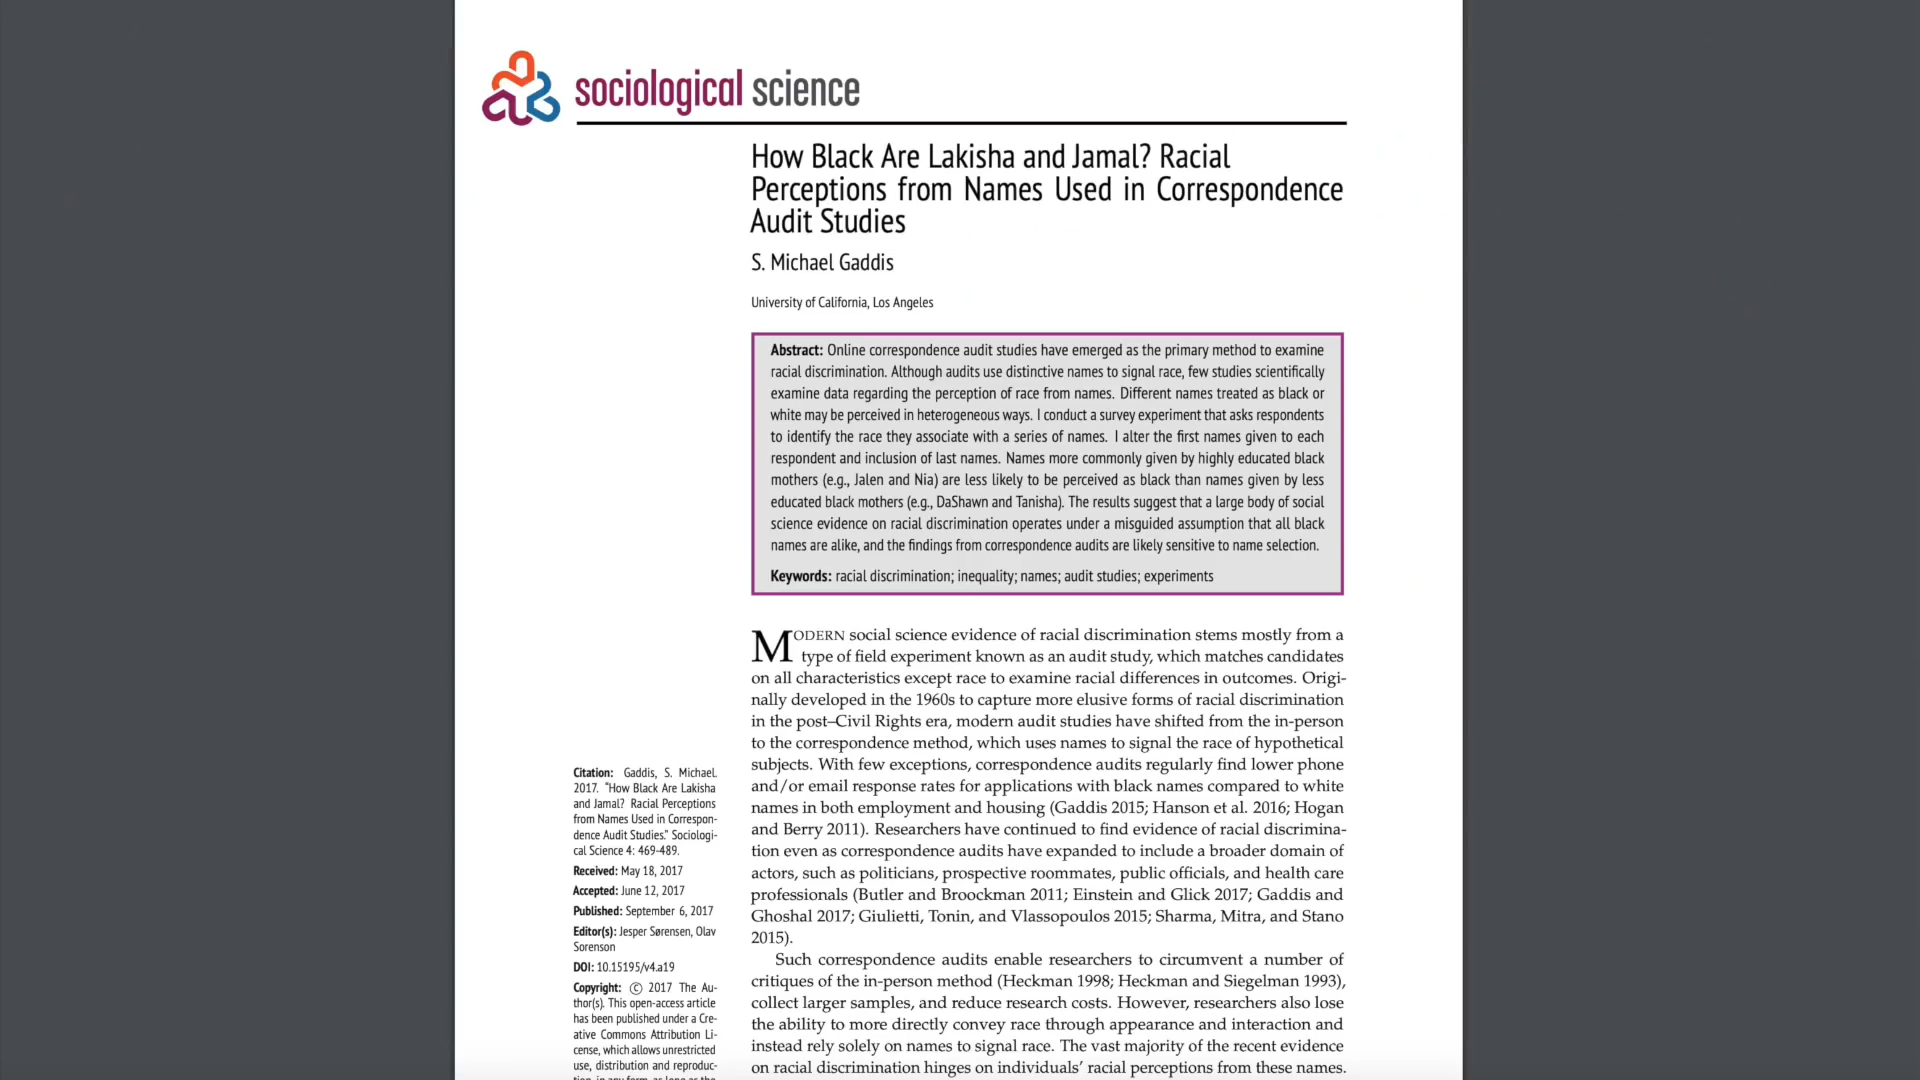 sociological science
How Black Are Lakisha and Jamal? Racial
Perceptions from Names Used in Correspondence
Audit Studies
S. Michael Gaddis
University of California, Los Angeles
Abstract: Online correspondence audit studies have emerged as the primary method to examine
racial discrimination. Although audits use distinctive names to signal race, few studies scientifically
examine data regarding the perception of race from names. Different names treated as black or
white may be perceived in heterogeneous ways. I conduct a survey experiment that asks respondents
to identify the race they associate with a series of names. I alter the first names given to each
respondent and inclusion of last names. Names more commonly given by highly educated black
mothers (e.g., Jalen and Nia) are less likely to be perceived as black than names given by less
educated black mothers (e.g., DaShawn and Tanisha). The results suggest that a large body of social
science evidence on racial discrimination operates under a misguided assumption that all black
names are alike, and the findings from correspondence audits are likely sensitive to name selection.
Keywords: racial discrimination; inequality; names; audit studies; experiments
MODERN social science evidence of racial discrimination stems mostly from a
type of field experiment known as an audit study, which matches candidates
on all characteristics except race to examine racial differences in outcomes. Origi-
nally developed in the 1960s to capture more elusive forms of racial discrimination
in the post–Civil Rights era, modern audit studies have shifted from the in-person
to the correspondence method, which uses names to signal the race of hypothetical
subjects. With few exceptions, correspondence audits regularly find lower phone
and/or email response rates for applications with black names compared to white
names in both employment and housing (Gaddis 2015; Hanson et al. 2016; Hogan
and Berry 2011). Researchers have continued to find evidence of racial discrimina-
tion even as correspondence audits have expanded to include a broader domain of
actors, such as politicians, prospective roommates, public officials, and health care
professionals (Butler and Broockman 2011; Einstein and Glick 2017; Gaddis and
Ghoshal 2017; Giulietti, Tonin, and Vlassopoulos 2015; Sharma, Mitra, and Stano
2015).
Such correspondence audits enable researchers to circumvent a number of
critiques of the in-person method (Heckman 1998; Heckman and Siegelman 1993),
collect larger samples, and reduce research costs. However, researchers also lose
the ability to more directly convey race through appearance and interaction and
instead rely solely on names to signal race. The vast majority of the recent evidence
on racial discrimination hinges on individuals' racial perceptions from these names.
Citation: Gaddis, S. Michael.
2017. "How Black Are Lakisha
and Jamal? Racial Perceptions
from Names Used in Correspon-
dence Audit Studies." Sociologi-
cal Science 4: 469-489.
Received: May 18, 2017
Accepted: June 12, 2017
Published: September 6, 2017
Editor(s): Jesper Sørensen, Olav
Sorenson
DOI: 10.15195/v4.a19
Copyright: © 2017 The Au-
thor(s). This open-access article
has been published under a Cre-
ative Commons Attribution Li-
cense, which allows unrestricted
use, distribution and reproduc-